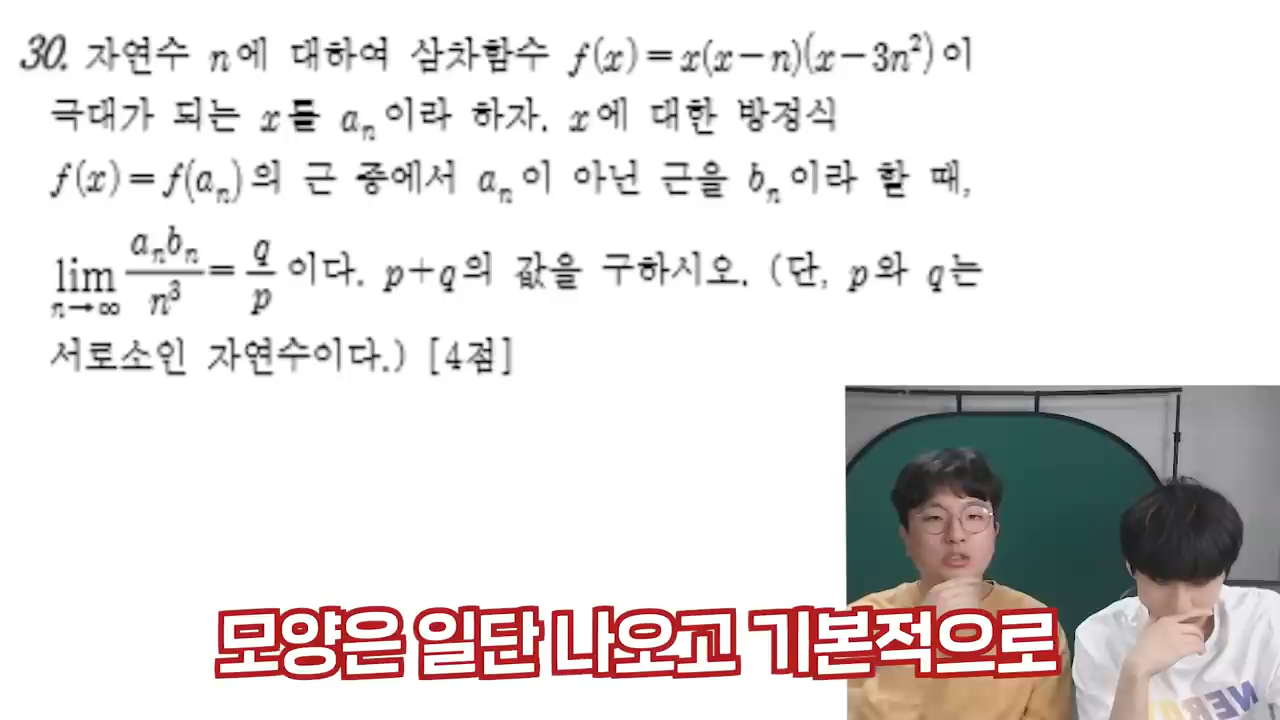 30. 자연수 n에 대하여 삼차함수 f(x)=x(x-n)(x-3n²)이
극대가 되는 x를 aₙ이라 하자. x에 대한 방정식
f(x)=f(aₙ)의 근 중에서 aₙ이 아닌 근을 bₙ이라 할 때,
lim n→∞ aₙbₙ/n³ = q/p 이다. p+q의 값을 구하시오. (단, p와 q는
서로소인 자연수이다.) [4점]
모양은 일단 나오고 기본적으로